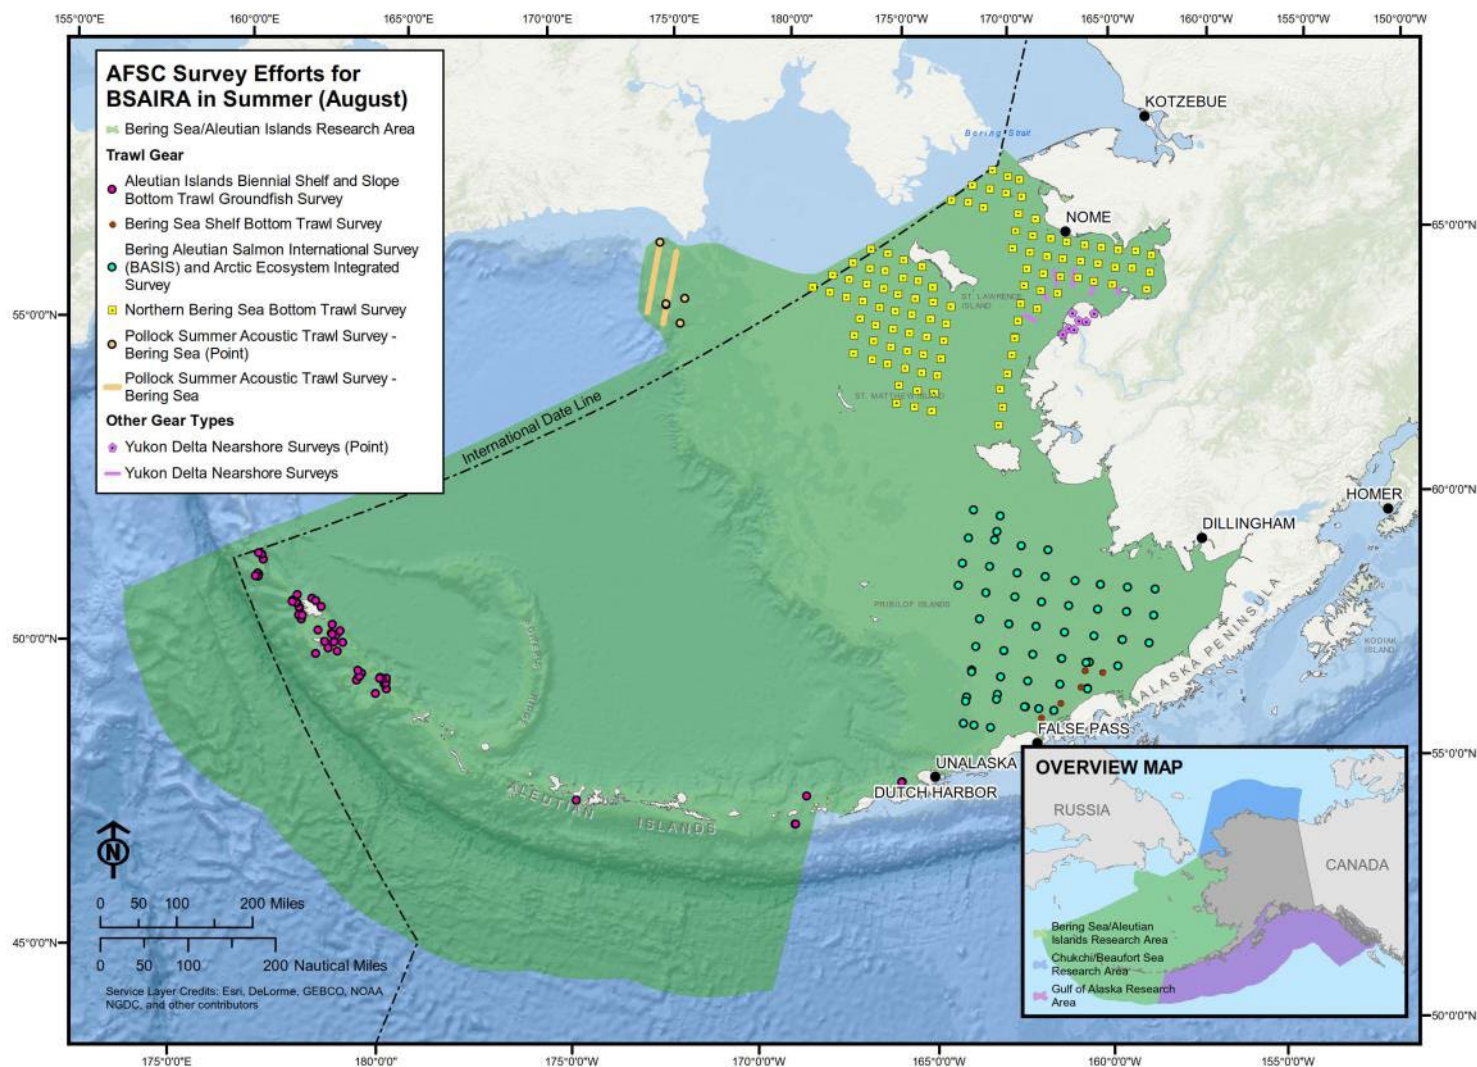 155°0'0"E
160°0'0"E
165°0'0"E
170°0'0"E
175°0'0"E
180°0'0"
175°0'0"W
170°0'0"W
165°0'0"W
160°0'0"W
155°0'0"W
150°0'0"W
AFSC Survey Efforts for
BSAIRA in Summer (August)
Bering Sea/Aleutian Islands Research Area
Trawl Gear
Aleutian Islands Biennial Shelf and Slope
Bottom Trawl Groundfish Survey
Bering Sea Shelf Bottom Trawl Survey
Bering Aleutian Salmon International Survey
(BASIS) and Arctic Ecosystem Integrated
Survey
Northern Bering Sea Bottom Trawl Survey
Pollock Summer Acoustic Trawl Survey -
Bering Sea (Point)
Pollock Summer Acoustic Trawl Survey -
Bering Sea
Other Gear Types
Yukon Delta Nearshore Surveys (Point)
Yukon Delta Nearshore Surveys
KOTZEBUE
Bering Strait
NOME
65°0'0"N
ST. LAWRENCE
ISLAND
55°0'0"N
ST. MATTHEW ISLAND
International Date Line
60°0'0"N
HOMER
DILLINGHAM
PRIBILOF ISLANDS
ALASKA PENINSULA
KODIAK
ISLAND
50°0'0"N
BOWERS RIDGE
FALSE PASS
55°0'0"N
UNALASKA
DUTCH HARBOR
ALEUTIAN ISLANDS
N
0 50 100 200 Miles
0 50 100 200 Nautical Miles
45°0'0"N
Service Layer Credits: Esri, DeLorme, GEBCO, NOAA
NGDC, and other contributors
OVERVIEW MAP
RUSSIA
CANADA
Bering Sea/Aleutian
Islands Research Area
Chukchi/Beaufort Sea
Research Area
Gulf of Alaska Research
Area
50°0'0"N
175°0'0"E
180°0'0"
175°0'0"W
170°0'0"W
165°0'0"W
160°0'0"W
155°0'0"W